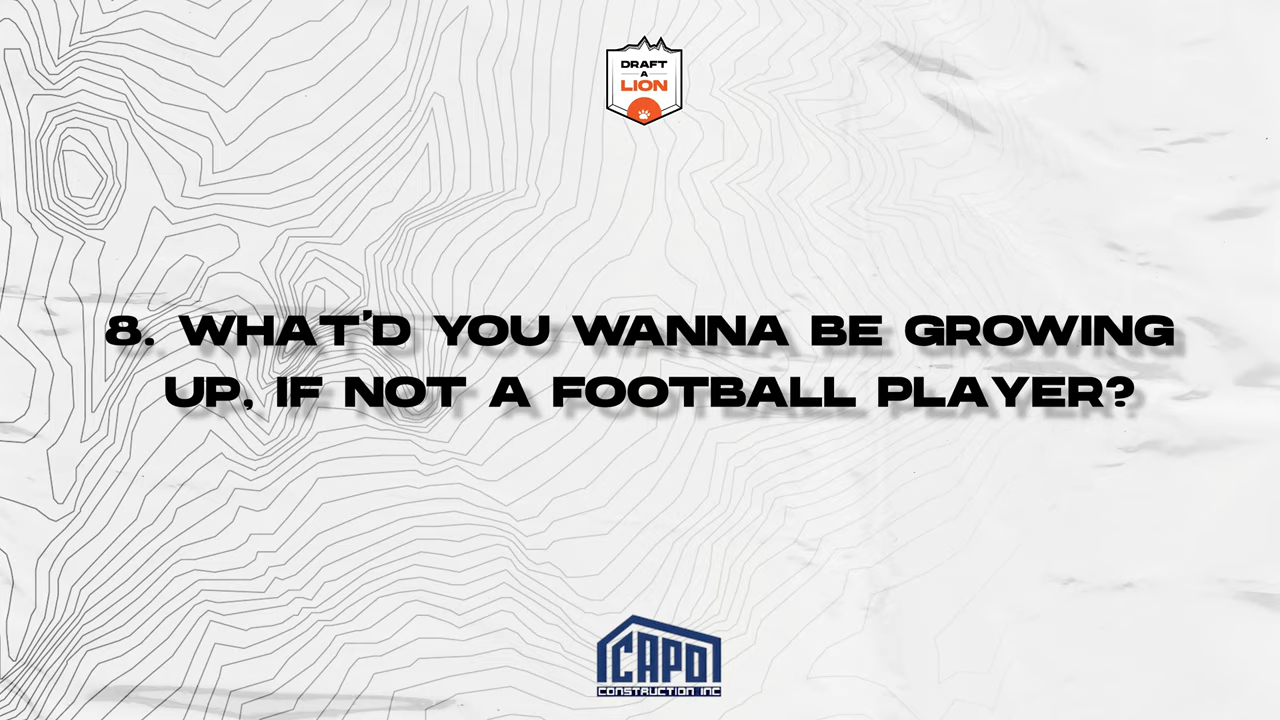 DRAFT
A
LION
8. WHAT'D YOU WANNA BE GROWING
UP, IF NOT A FOOTBALL PLAYER?
CAPO
CONSTRUCTION INC